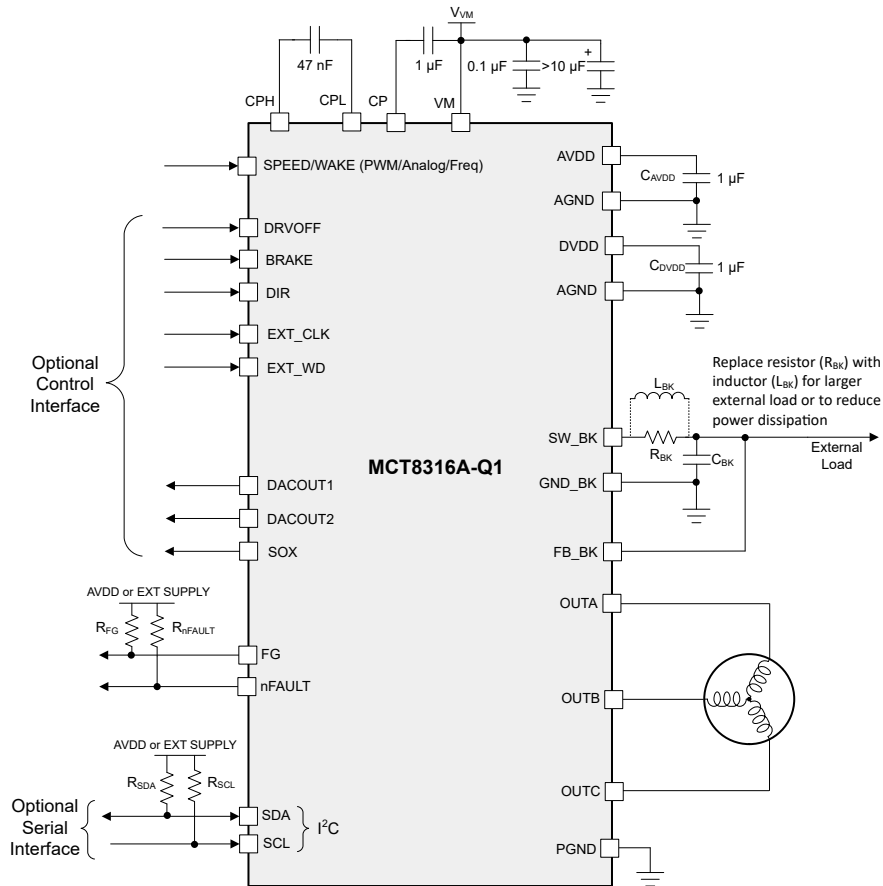 V_VM
47 nF
1 µF
0.1 µF
>10 µF
+
CPH
CPL
CP
VM
SPEED/WAKE (PWM/Analog/Freq)
DRVOFF
BRAKE
DIR
EXT_CLK
EXT_WD
Optional
Control
Interface
DACOUT1
DACOUT2
SOX
AVDD or EXT SUPPLY
R_FG
R_nFAULT
FG
nFAULT
AVDD or EXT SUPPLY
R_SDA
R_SCL
Optional
Serial
Interface
SDA
SCL
I²C
MCT8316A-Q1
AVDD
C_AVDD
1 µF
AGND
DVDD
C_DVDD
1 µF
AGND
Replace resistor (R_BK) with
inductor (L_BK) for larger
external load or to reduce
power dissipation
L_BK
SW_BK
R_BK
C_BK
External
Load
GND_BK
FB_BK
OUTA
OUTB
OUTC
PGND